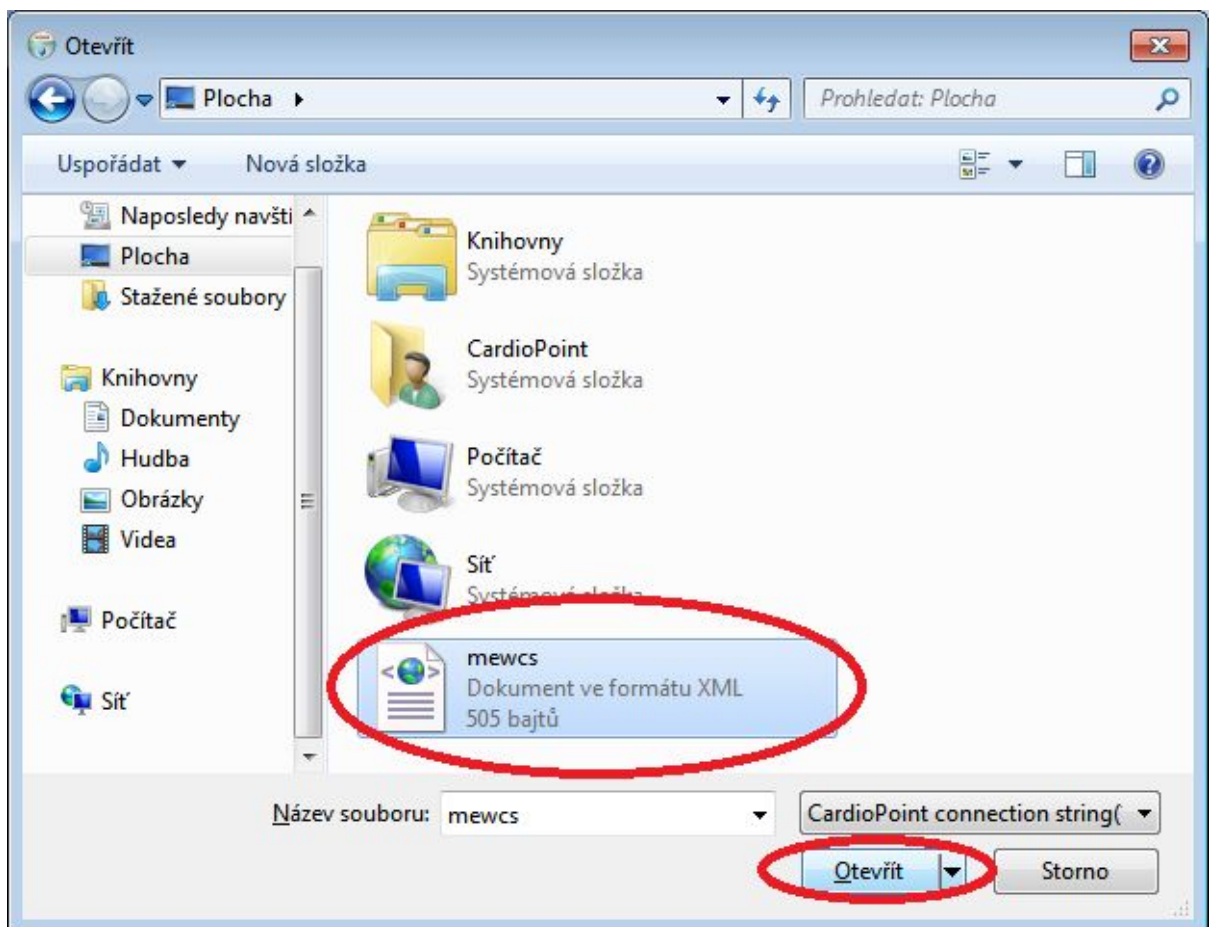 Otevřít
Plocha
Prohledat: Plocha
Uspořádat
Nová složka
Naposledy navšti
Plocha
Stažené soubory
Knihovny
Dokumenty
Hudba
Obrázky
Videa
Počítač
Síť
Knihovny
Systémová složka
CardioPoint
Systémová složka
Počítač
Systémová složka
Síť
Systémová složka
mewcs
Dokument ve formátu XML
505 bajtů
Název souboru: mewcs
CardioPoint connection string(
Otevřít
Storno